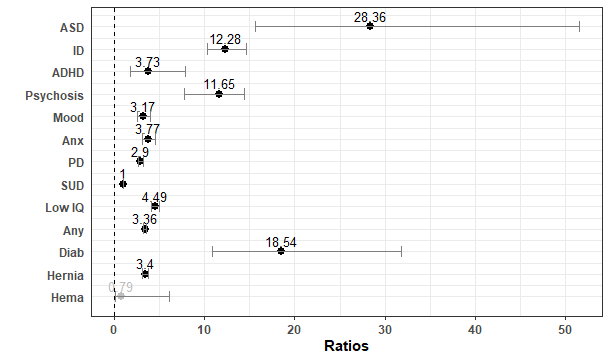 ASD 28.36
ID 12.28
ADHD 3.73
Psychosis 11.65
Mood 3.17
Anx 3.77
PD 2.9
SUD 1
Low IQ 4.49
Any 3.36
Diab 18.54
Hernia 3.4
Hema 0.79
0 10 20 30 40 50
Ratios